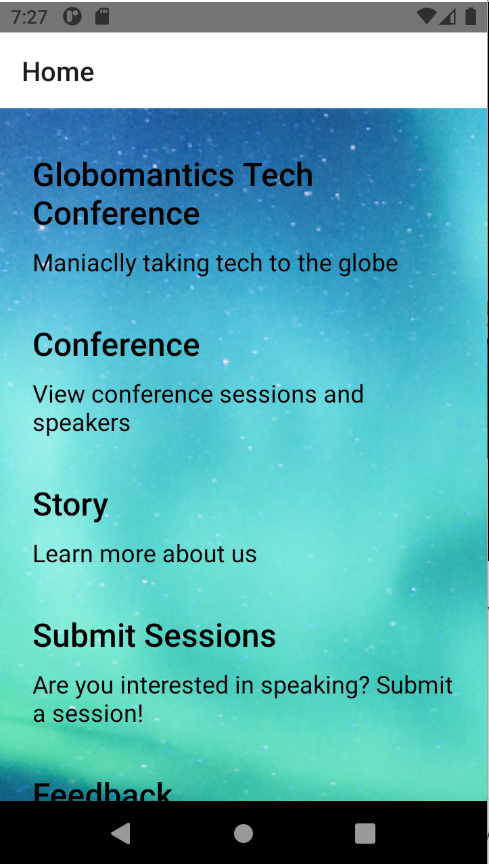 7:27
Home
Globomantics Tech
Conference
Maniaclly taking tech to the globe
Conference
View conference sessions and
speakers
Story
Learn more about us
Submit Sessions
Are you interested in speaking? Submit
a session!
Feedback